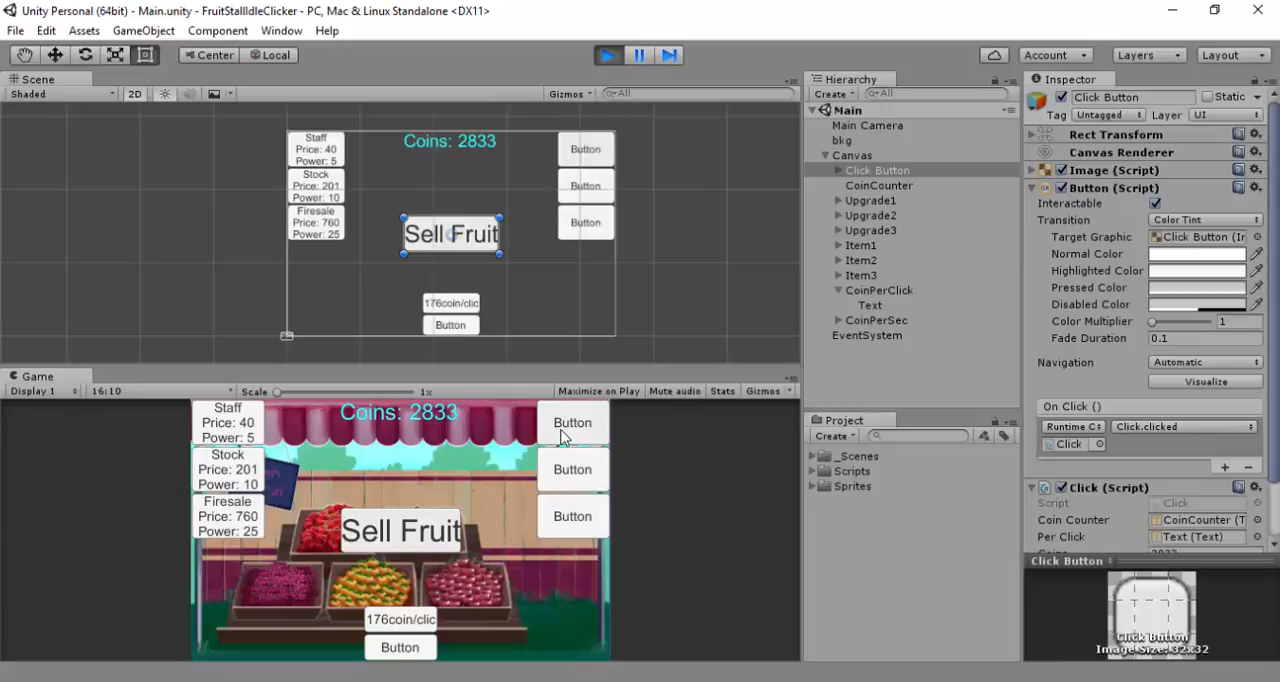 Unity Personal (64bit) - Main.unity - FruitStallIdleClicker - PC, Mac & Linux Standalone <DX11>
File Edit Assets GameObject Component Window Help
Center Local Account Layers Layout
Scene
Shaded 2D Gizmos All
Staff
Price: 40
Power: 5
Stock
Price: 201
Power: 10
Firesale
Price: 760
Power: 25
Coins: 2833
Button
Button
Button
Sell Fruit
176coin/clic
Button
Game
Display 1 16:10 Scale 1x Maximize on Play Mute audio Stats Gizmos
Staff
Price: 40
Power: 5
Stock
Price: 201
Power: 10
Firesale
Price: 760
Power: 25
Coins: 2833
Button
Button
Button
Sell Fruit
176coin/clic
Button
Hierarchy
Create All
Main
Main Camera
bkg
Canvas
Click Button
CoinCounter
Upgrade1
Upgrade2
Upgrade3
Item1
Item2
Item3
CoinPerClick
Text
CoinPerSec
EventSystem
Project
Create
_Scenes
Scripts
Sprites
Inspector
Click Button Static
Tag Untagged Layer UI
Rect Transform
Canvas Renderer
Image (Script)
Button (Script)
Interactable
Transition Color Tint
Target Graphic Click Button (Ir
Normal Color
Highlighted Color
Pressed Color
Disabled Color
Color Multiplier 1
Fade Duration 0.1
Navigation Automatic
Visualize
On Click ()
Runtime C Click.clicked
Click
+ −
Click (Script)
Script Click
Coin Counter CoinCounter (T
Per Click Text (Text)
Click Button
Click Button
Image Size: 32x32